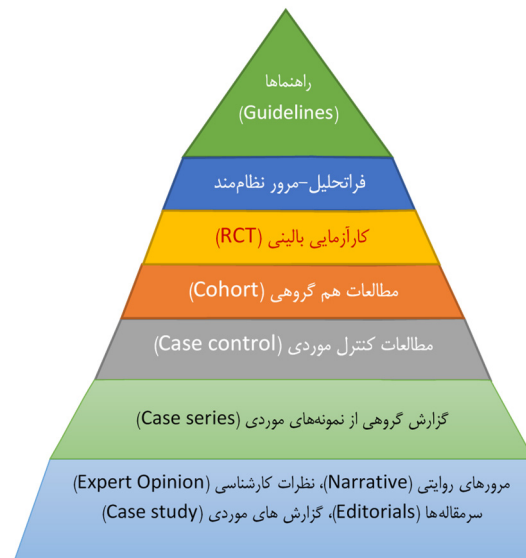 راهنماها
(Guidelines)
فراتحلیل-مرور نظام‌مند
کارآزمایی بالینی (RCT)
مطالعات هم گروهی (Cohort)
مطالعات کنترل موردی (Case control)
گزارش گروهی از نمونه‌های موردی (Case series)
مرورهای روایتی (Narrative)، نظرات کارشناسی (Expert Opinion)
سرمقاله‌ها (Editorials)، گزارش های موردی (Case study)